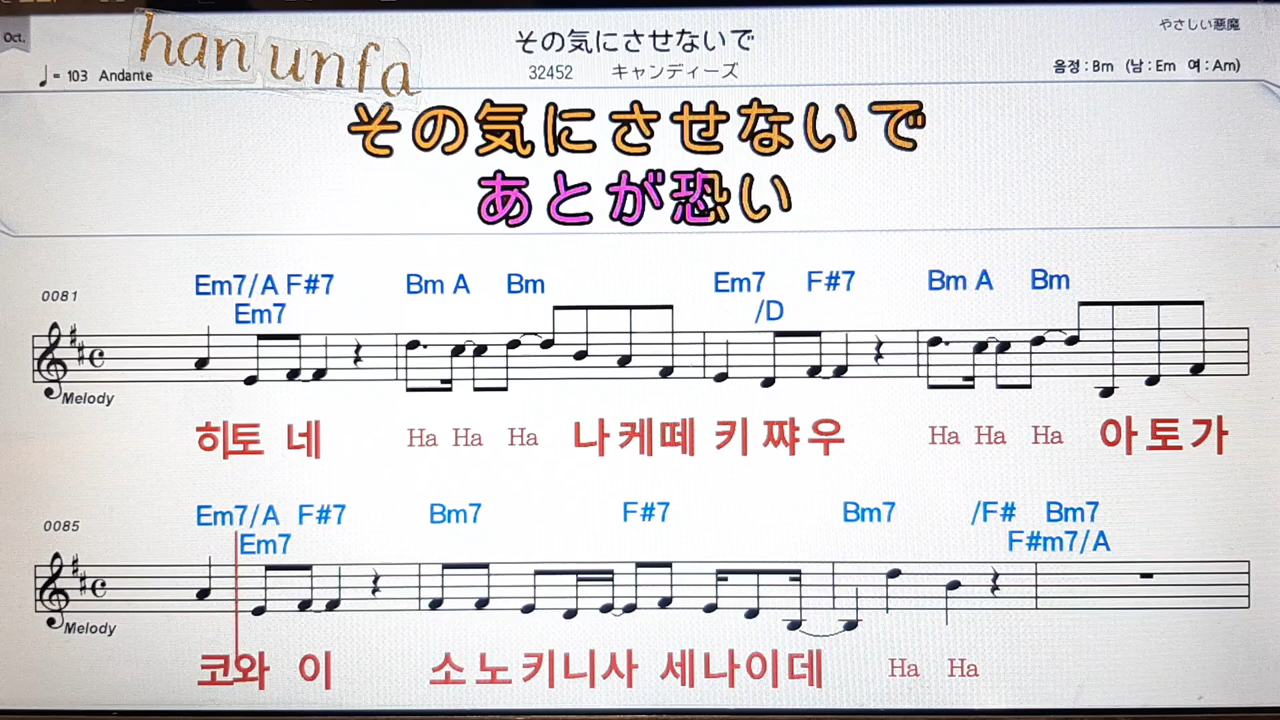 Oct.
han unfa
その気にさせないで
やさしい悪魔
♩= 103 Andante
32452 キャンディーズ
음정 : Bm (남 : Em 여 : Am)
その気にさせないで
あとが恐い
Em7/A F#7 Bm A Bm Em7 F#7 Bm A Bm
0081
Em7 /D
Melody
히토 네 Ha Ha Ha 나케떼 키 쨔우 Ha Ha Ha 아토가
Em7/A F#7 Bm7 F#7 Bm7 /F# Bm7
0085
Em7 F#m7/A
Melody
코와 이 소노키니사 세나이데 Ha Ha